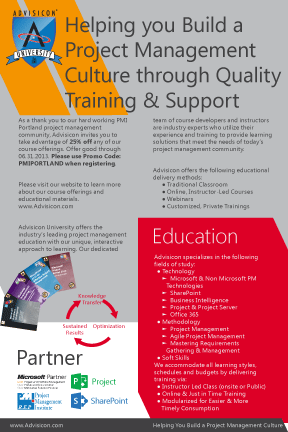 ADVISICON®
A
UNIVERSITY
Helping you Build a
Project Management
Culture through Quality
Training & Support
As a thank you to our hard working PMI
Portland project management
community, Advisicon invites you to
take advantage of 25% off any of our
course offerings. Offer good through
06.31.2013. Please use Promo Code:
PMIPORTLAND when registering.
Please visit our website to learn more
about our course offerings and
educational materials.
www.Advisicon.com
Advisicon University offers the
industry's leading project management
education with our unique, interactive
approach to learning. Our dedicated
team of course developers and instructors
are industry experts who utilize their
experience and training to provide learning
solutions that meet the needs of today's
project management community.
Advisicon offers the following educational
delivery methods:
● Traditional Classroom
● Online, Instructor-Led Courses
● Webinars
● Customized, Private Trainings
Knowledge
Transfer
Sustained
Results
Optimization
Partner
Microsoft Partner
Project
Project
Management
Institute
SharePoint
Education
Advisicon specializes in the following
fields of study:
● Technology
► Microsoft & Non Microsoft PM
Technologies
► SharePoint
► Business Intelligence
► Project & Project Server
► Office 365
● Methodology
► Project Management
► Agile Project Management
► Mastering Requirements
Gathering & Management
● Soft Skills
We accommodate all learning styles,
schedules and budgets by delivering
training via:
● Instructor Led Class (onsite or Public)
● Online & Just in Time Training
● Modularized for Easier & More
Timely Consumption
www.Advisicon.com
Helping You Build a Project Management Culture